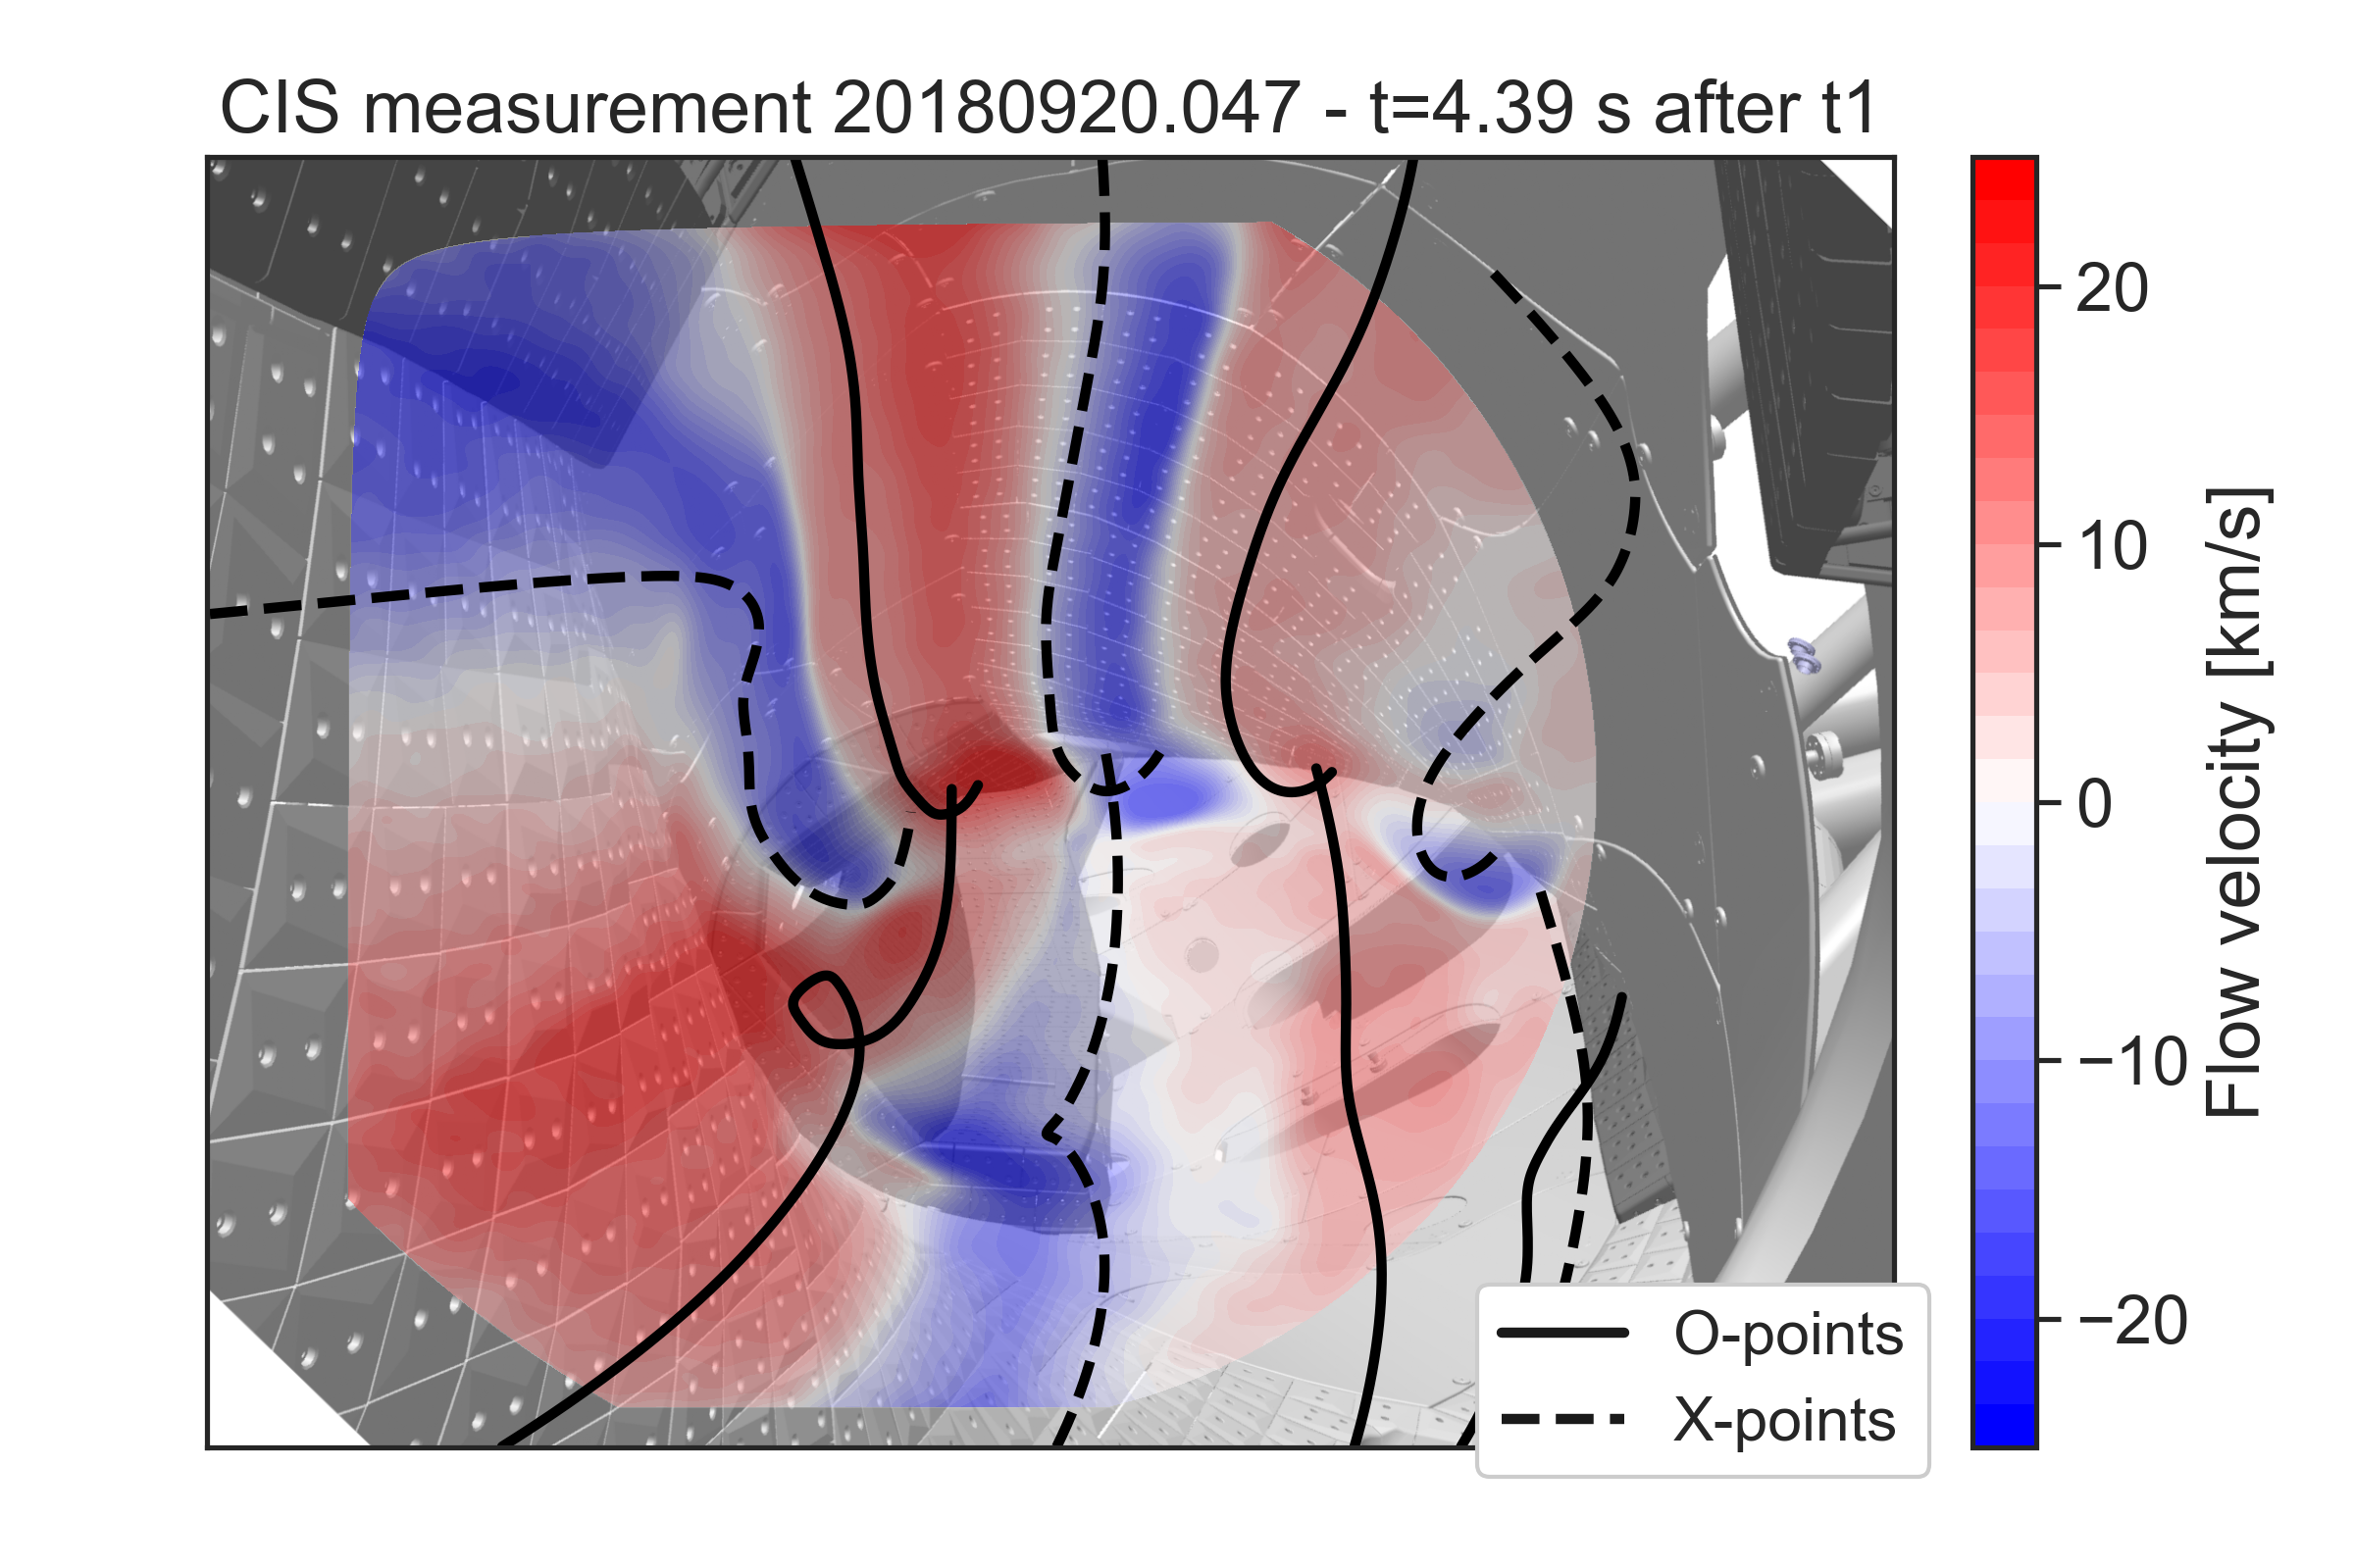 CIS measurement 20180920.047 - t=4.39 s after t1
20
10
0
−10
−20
Flow velocity [km/s]
O-points
X-points